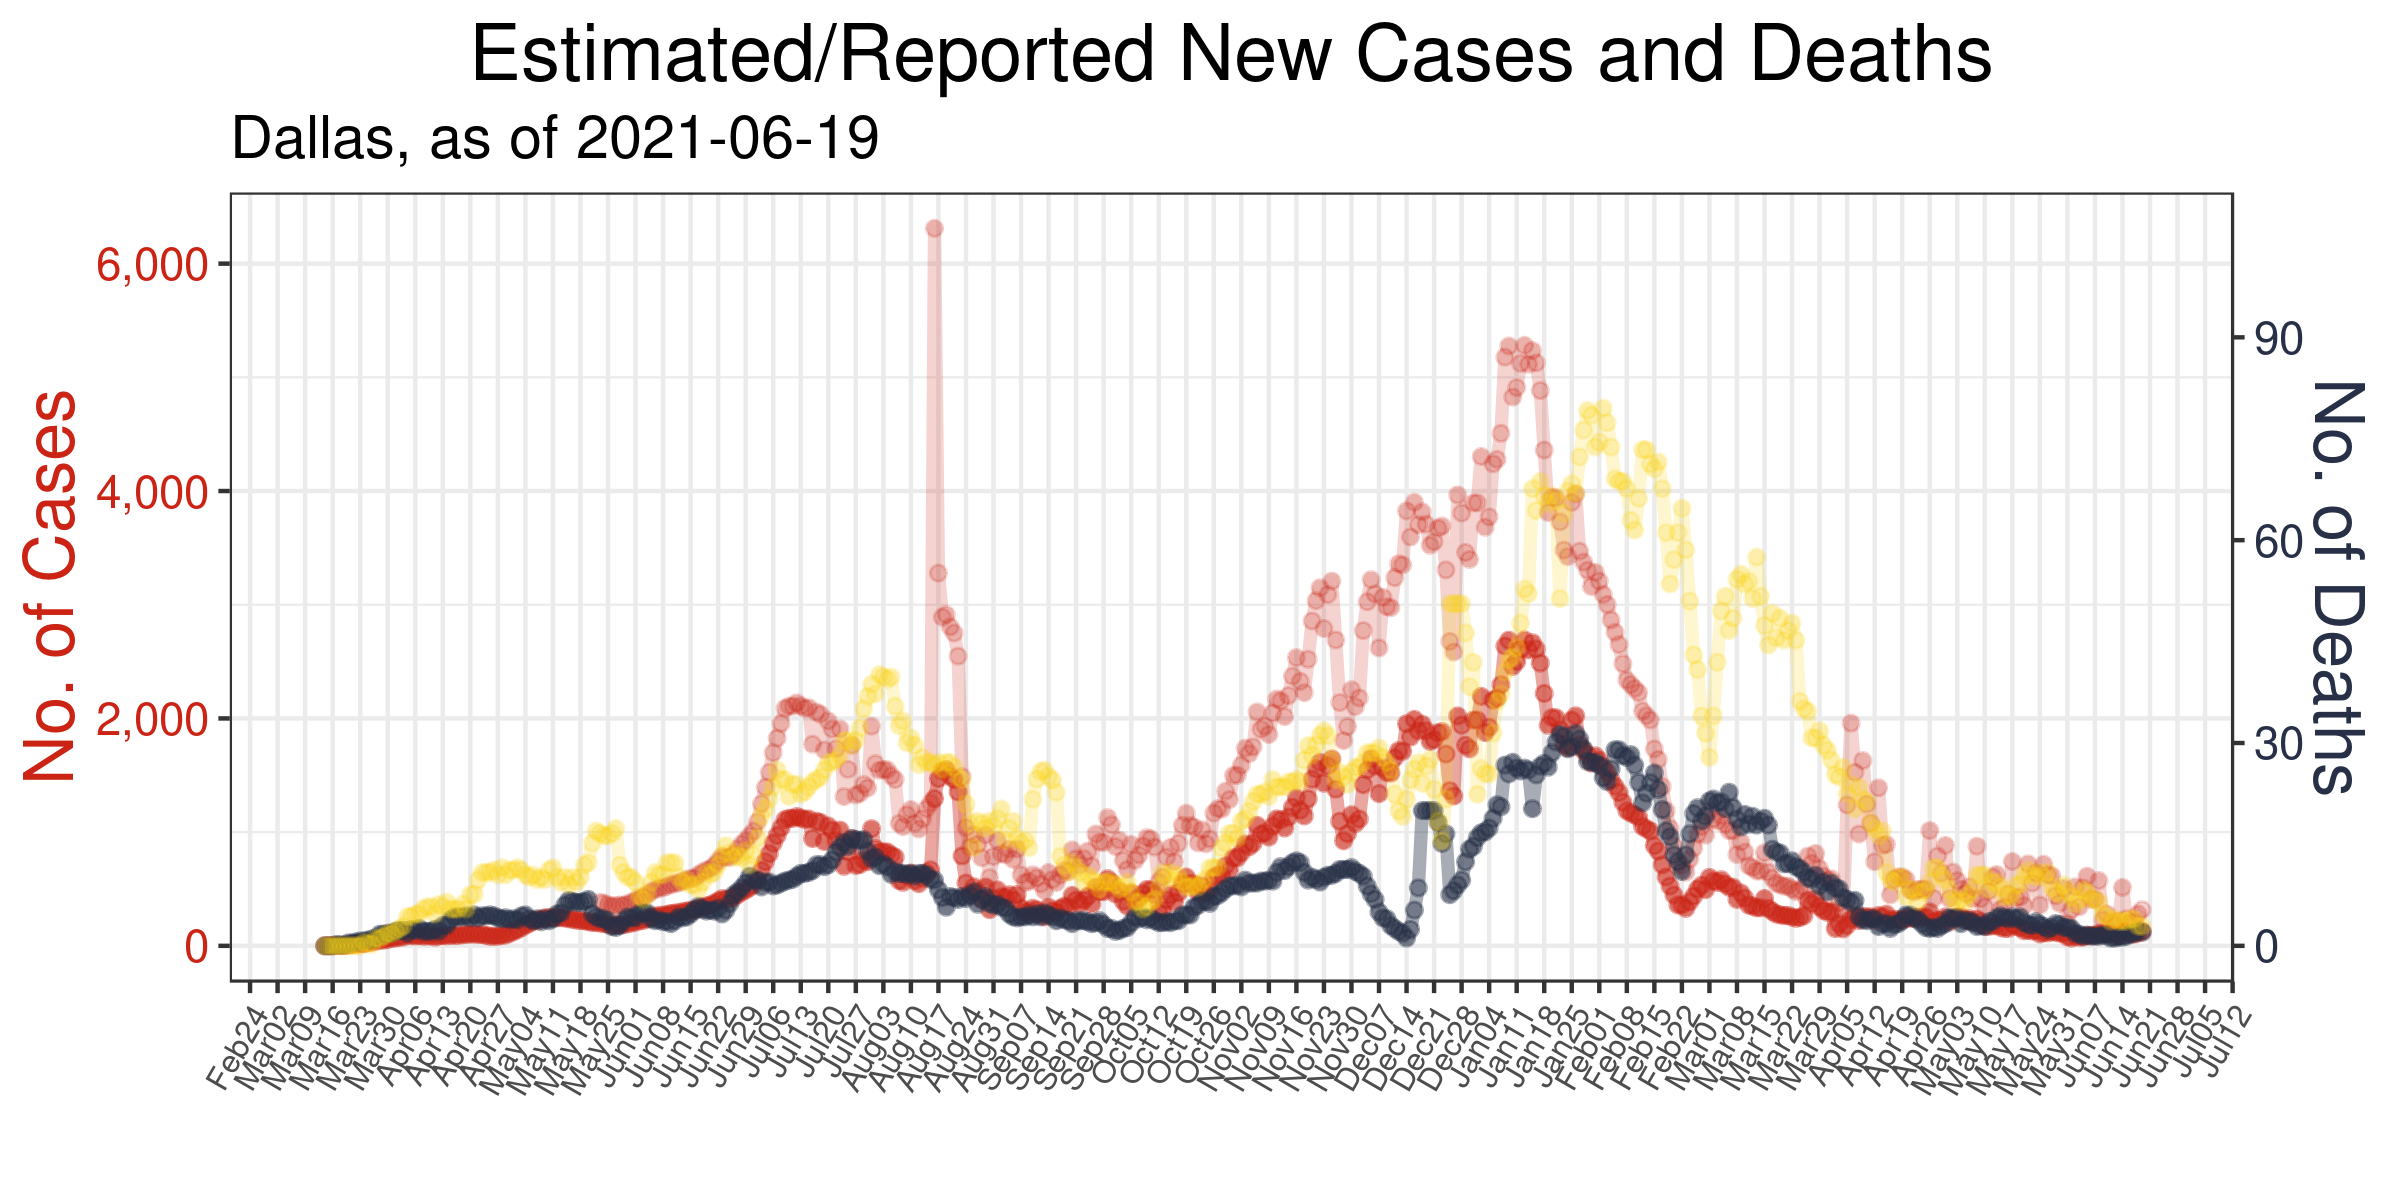 Estimated/Reported New Cases and Deaths
Dallas, as of 2021-06-19
No. of Cases
6,000
4,000
2,000
0
No. of Deaths
90
60
30
0
Feb24
Mar02
Mar09
Mar16
Mar23
Mar30
Apr06
Apr13
Apr20
Apr27
May04
May11
May18
May25
Jun01
Jun08
Jun15
Jun22
Jun29
Jul06
Jul13
Jul20
Jul27
Aug03
Aug10
Aug17
Aug24
Aug31
Sep07
Sep14
Sep21
Sep28
Oct05
Oct12
Oct19
Oct26
Nov02
Nov09
Nov16
Nov23
Nov30
Dec07
Dec14
Dec21
Dec28
Jan04
Jan11
Jan18
Jan25
Feb01
Feb08
Feb15
Feb22
Mar01
Mar08
Mar15
Mar22
Mar29
Apr05
Apr12
Apr19
Apr26
May03
May10
May17
May24
May31
Jun07
Jun14
Jun21
Jun28
Jul05
Jul12